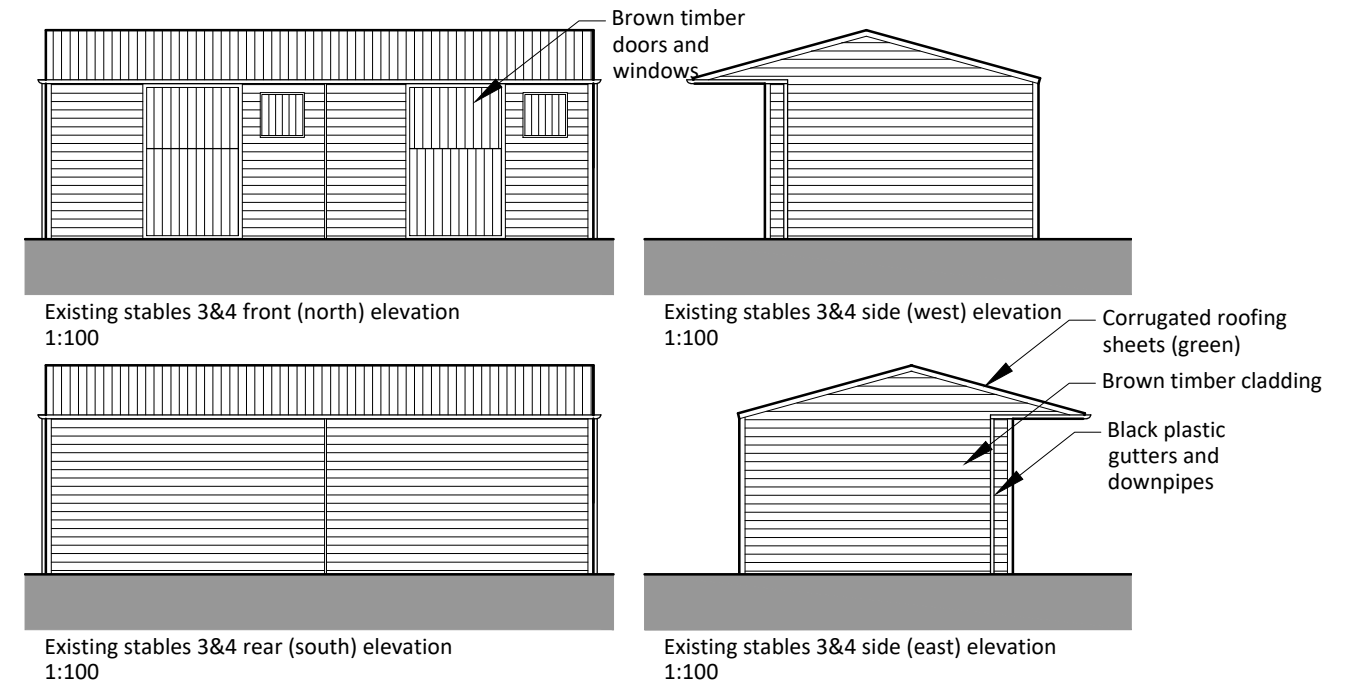 Brown timber
doors and
windows
Existing stables 3&4 front (north) elevation
1:100
Existing stables 3&4 side (west) elevation
1:100
Corrugated roofing
sheets (green)
Brown timber cladding
Black plastic
gutters and
downpipes
Existing stables 3&4 rear (south) elevation
1:100
Existing stables 3&4 side (east) elevation
1:100